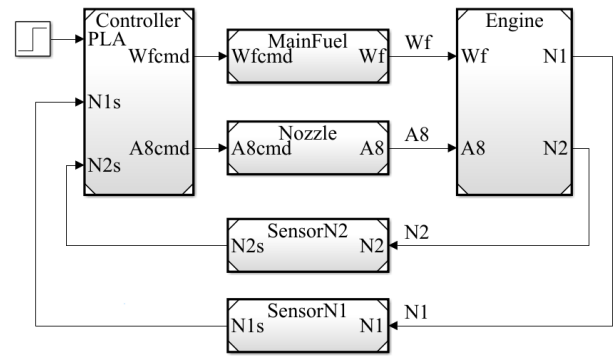 Controller
PLA
Wfcmd
N1s
A8cmd
N2s
MainFuel
Wfcmd Wf
Wf
Nozzle
A8cmd A8
A8
Engine
Wf N1
A8 N2
SensorN2
N2s N2
N2
SensorN1
N1s N1
N1